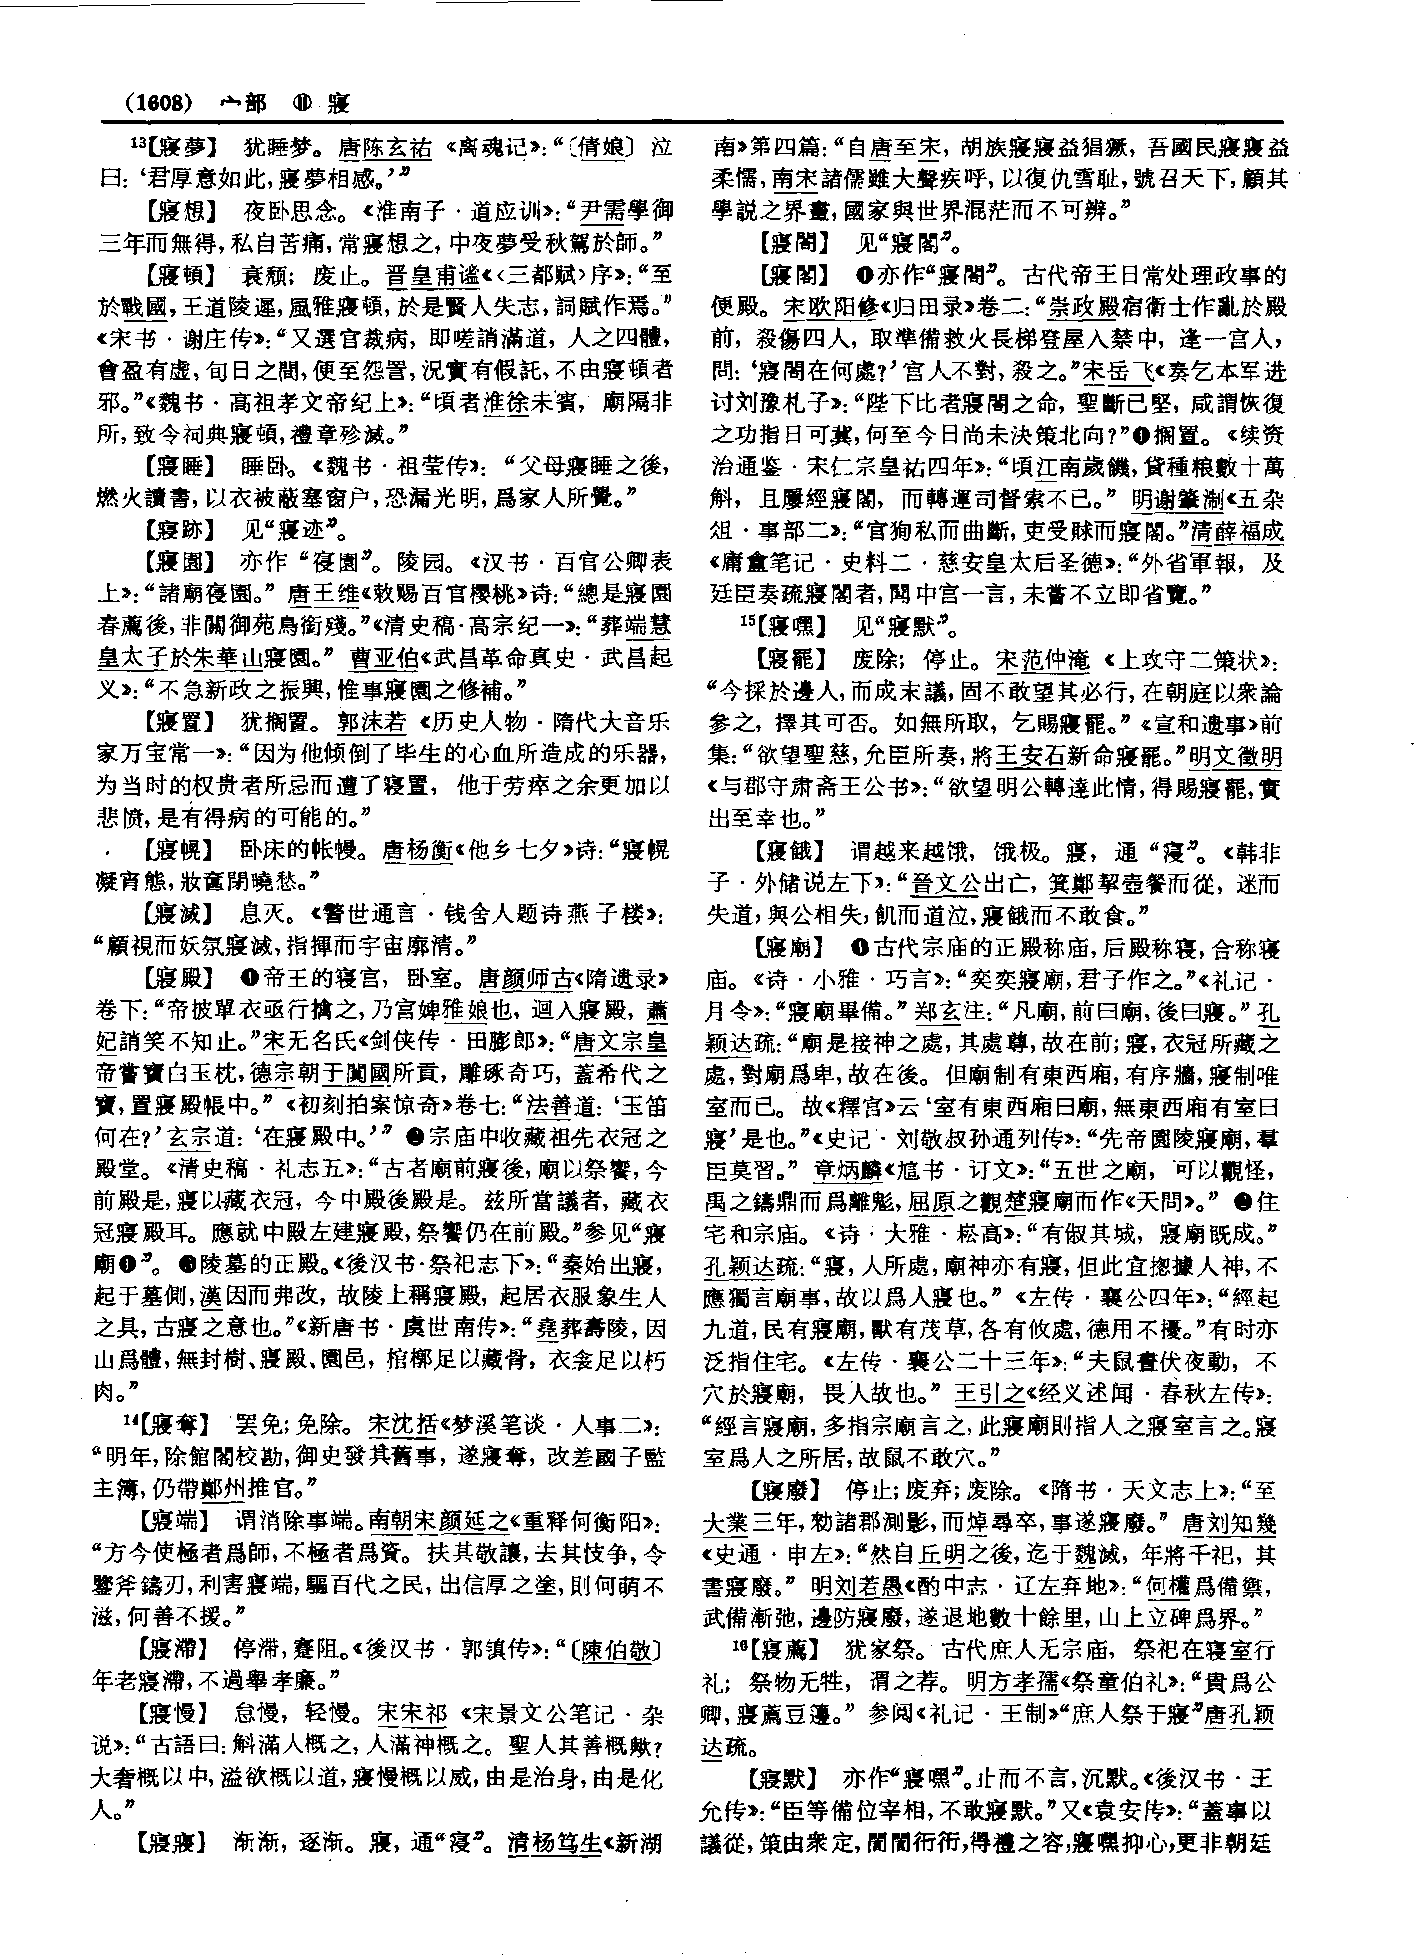 (1608) 宀部 ⑪ 寢
13【寢夢】 犹睡梦。唐陈玄祐《离魂记》：“〔倩娘〕泣
曰：‘君厚意如此，寢夢相感。’”
【寢想】 夜卧思念。《淮南子·道应训》：“尹需學御
三年而無得，私自苦痛，常寢想之，中夜夢受秋駕於師。”
【寢頓】 衰颓；废止。晋皇甫谧《〈三都赋〉序》：“至
於戰國，王道陵遲，風雅寢頓，於是賢人失志，詞賦作焉。”
《宋书·谢庄传》：“又選官裁病，即嗟誚滿道，人之四體，
會盈有虚，旬日之間，便至怨詈，況實有假託，不由寢頓者
邪。”《魏书·高祖孝文帝纪上》：“頃者淮徐未賓，廟隔非
所，致令祠典寢頓，禮章殄滅。”
【寢睡】 睡卧。《魏书·祖莹传》：“父母寢睡之後，
燃火讀書，以衣被蔽塞窗户，恐漏光明，爲家人所覺。”
【寢跡】 见“寢迹”。
【寢園】 亦作“寑園”。陵园。《汉书·百官公卿表
上》：“諸廟寑園。”唐王维《敕赐百官樱桃》诗：“總是寢園
春薦後，非關御苑鳥銜殘。”《清史稿·高宗纪一》：“葬端慧
皇太子於朱華山寢園。”曹亚伯《武昌革命真史·武昌起
义》：“不急新政之振興，惟事寢園之修補。”
【寢置】 犹搁置。郭沫若《历史人物·隋代大音乐
家万宝常一》：“因为他倾倒了毕生的心血所造成的乐器，
为当时的权贵者所忌而遭了寢置，他于劳瘁之余更加以
悲愤，是有得病的可能的。”
【寢幌】 卧床的帐幔。唐杨衡《他乡七夕》诗：“寢幌
凝宵態，妝奩閉曉愁。”
【寢滅】 息灭。《警世通言·钱舍人题诗燕子楼》：
“顧視而妖氛寢滅，指揮而宇宙廓清。”
【寢殿】 ❶帝王的寝宫，卧室。唐颜师古《隋遗录》
卷下：“帝披單衣亟行擒之，乃宮婢雅娘也，迴入寢殿，蕭
妃誚笑不知止。”宋无名氏《剑侠传·田膨郎》：“唐文宗皇
帝嘗寶白玉枕，德宗朝于闐國所貢，雕琢奇巧，蓋希代之
寶，置寢殿帳中。”《初刻拍案惊奇》卷七：“法善道：‘玉笛
何在？’玄宗道：‘在寢殿中。’” ❷宗庙中收藏祖先衣冠之
殿堂。《清史稿·礼志五》：“古者廟前寢後，廟以祭饗，今
前殿是，寢以藏衣冠，今中殿後殿是。茲所當議者，藏衣
冠寢殿耳。應就中殿左建寢殿，祭饗仍在前殿。”参见“寢
廟❶”。 ❸陵墓的正殿。《後汉书·祭祀志下》：“秦始出寢，
起于墓側，漢因而弗改，故陵上稱寢殿，起居衣服象生人
之具，古寢之意也。”《新唐书·虞世南传》：“堯葬壽陵，因
山爲體，無封樹、寢殿、園邑，棺槨足以藏骨，衣衾足以朽
肉。”
14【寢奪】 罢免；免除。宋沈括《梦溪笔谈·人事二》：
“明年，除館閣校勘，御史發其舊事，遂寢奪，改差國子監
主簿，仍帶鄭州推官。”
【寢端】 谓消除事端。南朝宋颜延之《重释何衡阳》：
“方今使極者爲師，不極者爲資。扶其敬讓，去其忮争，令
鑒斧鑄刃，利害寢端，驅百代之民，出信厚之塗，則何萌不
滋，何善不援。”
【寢滯】 停滞，蹇阻。《後汉书·郭镇传》：“〔陳伯敬〕
年老寢滯，不過舉孝廉。”
【寢慢】 怠慢，轻慢。宋宋祁《宋景文公笔记·杂
说》：“古語曰：斛滿人概之，人滿神概之。聖人其善概歟？
大奢概以中，溢欲概以道，寢慢概以威，由是治身，由是化
人。”
【寢寢】 渐渐，逐渐。寢，通“寖”。清杨笃生《新湖
南》第四篇：“自唐至宋，胡族寢寢益猖獗，吾國民寢寢益
柔懦，南宋諸儒雖大聲疾呼，以復仇雪耻，號召天下，顧其
學説之界畫，國家與世界混茫而不可辨。”
【寢閤】 见“寢閣”。
【寢閣】 ❶亦作“寢閤”。古代帝王日常处理政事的
便殿。宋欧阳修《归田录》卷二：“崇政殿宿衛士作亂於殿
前，殺傷四人，取準備救火長梯登屋入禁中，逢一宫人，
問：‘寢閤在何處？’宫人不對，殺之。”宋岳飞《奏乞本军进
讨刘豫札子》：“陛下比者寢閤之命，聖斷已堅，咸謂恢復
之功指日可冀，何至今日尚未決策北向？”❷搁置。《续资
治通鉴·宋仁宗皇祐四年》：“頃江南歲饑，貸種粮數十萬
斛，且屢經寢閣，而轉運司督索不已。”明谢肇淛《五杂
俎·事部二》：“官狥私而曲斷，吏受賕而寢閣。”清薛福成
《庸盦笔记·史料二·慈安皇太后圣德》：“外省軍報，及
廷臣奏疏寢閣者，聞中宫一言，未嘗不立即省覽。”
15【寢嘿】 见“寢默”。
【寢罷】 废除；停止。宋范仲淹《上攻守二策状》：
“今採於邊人，而成末議，固不敢望其必行，在朝庭以衆論
參之，擇其可否。如無所取，乞賜寢罷。”《宣和遗事》前
集：“欲望聖慈，允臣所奏，將王安石新命寢罷。”明文徵明
《与郡守肃斋王公书》：“欲望明公轉達此情，得賜寢罷，實
出至幸也。”
【寢餓】 谓越来越饿，饿极。寢，通“寖”。《韩非
子·外储说左下》：“晉文公出亡，箕鄭挈壺餐而從，迷而
失道，與公相失，飢而道泣，寢餓而不敢食。”
【寢廟】 ❶古代宗庙的正殿称庙，后殿称寝，合称寝
庙。《诗·小雅·巧言》：“奕奕寢廟，君子作之。”《礼记·
月令》：“寢廟畢備。”郑玄注：“凡廟，前曰廟，後曰寢。”孔
颖达疏：“廟是接神之處，其處尊，故在前；寢，衣冠所藏之
處，對廟爲卑，故在後。但廟制有東西廂，有序牆，寢制唯
室而已。故《釋宫》云‘室有東西廂曰廟，無東西廂有室曰
寢’是也。”《史记·刘敬叔孙通列传》：“先帝園陵寢廟，羣
臣莫習。”章炳麟《訄书·订文》：“五世之廟，可以觀怪，
禹之鑄鼎而爲離魁，屈原之觀楚寢廟而作《天問》。” ❷住
宅和宗庙。《诗·大雅·崧高》：“有俶其城，寢廟既成。”
孔颖达疏：“寢，人所處，廟神亦有寢，但此宜揔據人神，不
應獨言廟事，故以爲人寢也。”《左传·襄公四年》：“經起
九道，民有寢廟，獸有茂草，各有攸處，德用不擾。”有时亦
泛指住宅。《左传·襄公二十三年》：“夫鼠晝伏夜動，不
穴於寢廟，畏人故也。”王引之《经义述闻·春秋左传》：
“經言寢廟，多指宗廟言之，此寢廟則指人之寢室言之。寢
室爲人之所居，故鼠不敢穴。”
【寢廢】 停止；废弃；废除。《隋书·天文志上》：“至
大業三年，勑諸郡測影，而焯尋卒，事遂寢廢。”唐刘知幾
《史通·申左》：“然自丘明之後，迄于魏滅，年將千祀，其
書寢廢。”明刘若愚《酌中志·辽左弃地》：“何權爲備禦，
武備漸弛，邊防寢廢，遂退地數十餘里，山上立碑爲界。”
16【寢薦】 犹家祭。古代庶人无宗庙，祭祀在寝室行
礼；祭物无牲，谓之荐。明方孝孺《祭童伯礼》：“貴爲公
卿，寢薦豆籩。”参阅《礼记·王制》“庶人祭于寢”唐孔颖
达疏。
【寢默】 亦作“寢嘿”。止而不言，沉默。《後汉书·王
允传》：“臣等備位宰相，不敢寢默。”又《袁安传》：“蓋事以
議從，策由衆定，誾誾衎衎，得禮之容，寢嘿抑心，更非朝廷